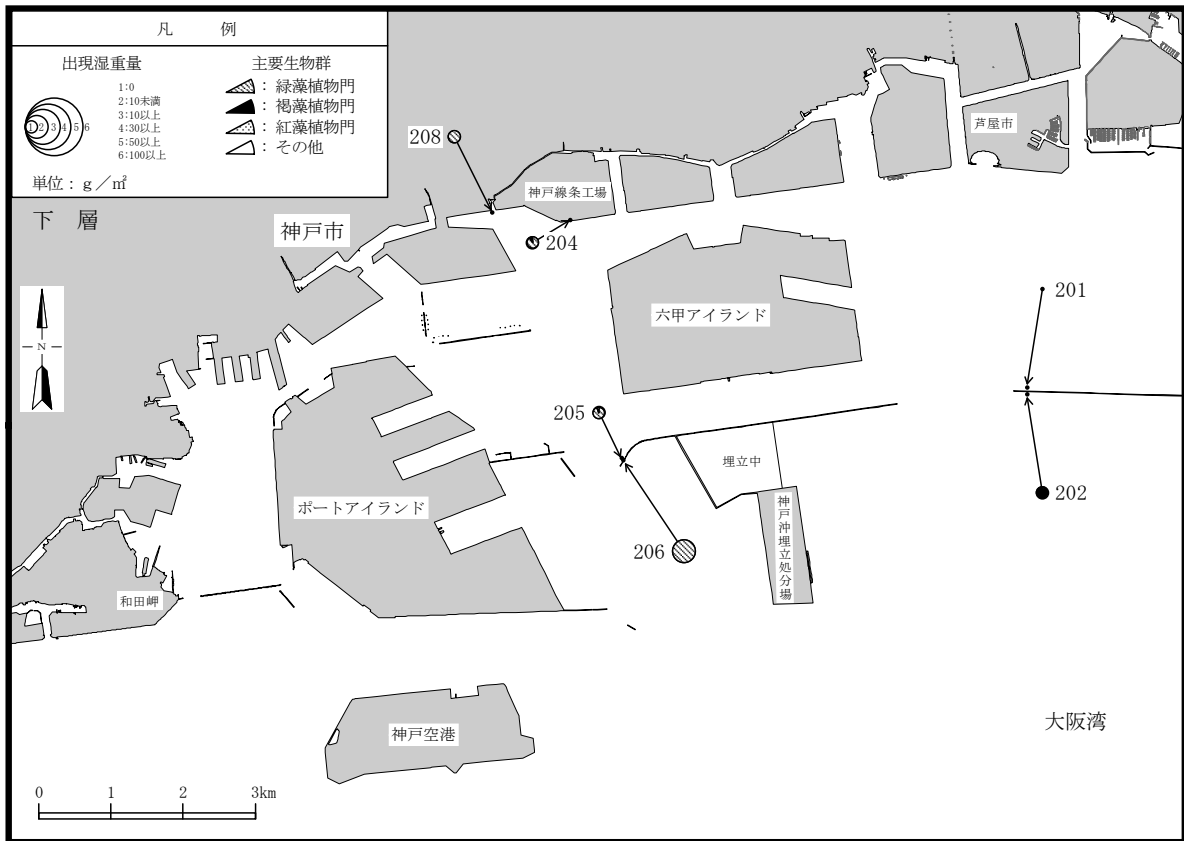 凡　例
出現湿重量
1:0
2:10未満
3:10以上
4:30以上
5:50以上
6:100以上
1 2 3 4 5 6
単位：ｇ／㎡
主要生物群
：緑藻植物門
：褐藻植物門
：紅藻植物門
：その他
下 層
208
神戸線条工場
芦屋市
神戸市
204
201
六甲アイランド
N
205
埋立中
202
ポートアイランド
神戸沖埋立処分場
206
和田岬
大阪湾
神戸空港
0 1 2 3km